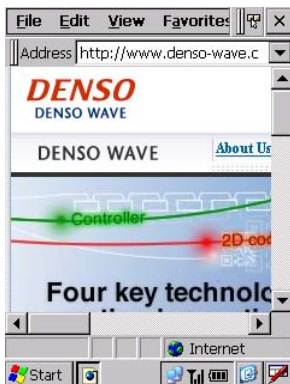 File Edit View Favorites
Address http://www.denso-wave.c
DENSO
DENSO WAVE
DENSO WAVE About Us
Controller
2D cod
Four key technolo
Internet
Start